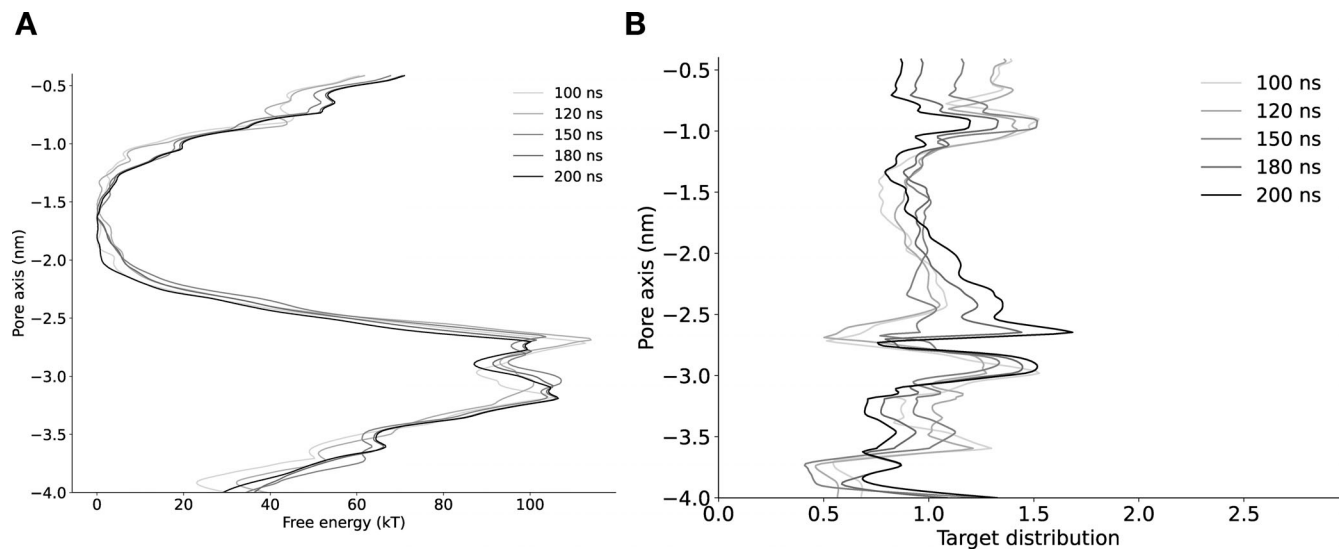 A
−0.5
−1.0
−1.5
−2.0
−2.5
−3.0
−3.5
−4.0
Pore axis (nm)
0
20
40
60
80
100
Free energy (kT)
100 ns
120 ns
150 ns
180 ns
200 ns
B
−0.5
−1.0
−1.5
−2.0
−2.5
−3.0
−3.5
−4.0
Pore axis (nm)
0.0
0.5
1.0
1.5
2.0
2.5
Target distribution
100 ns
120 ns
150 ns
180 ns
200 ns